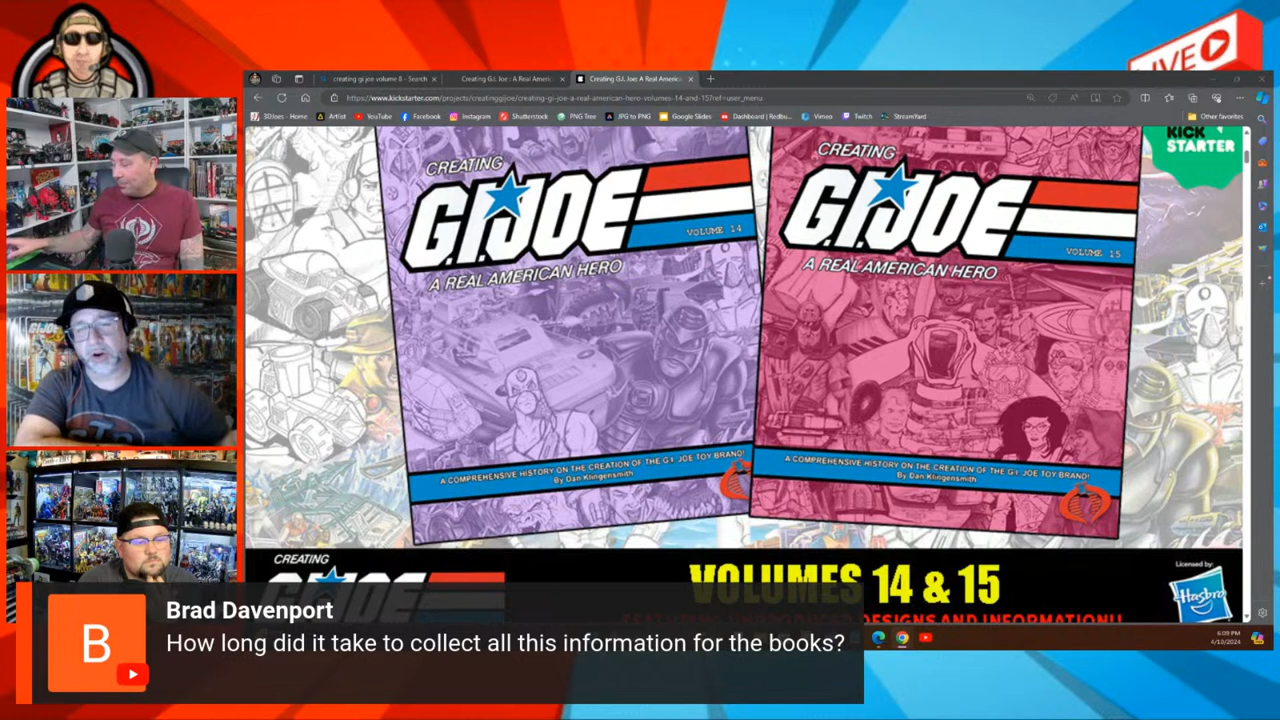 LIVE
creating gi joe volume 8 - Search
Creating G.I. Joe : A Real Americ
Creating G.I. Joe: A Real America
https://www.kickstarter.com/projects/creatinggijoe/creating-gi-joe-a-real-american-hero-volumes-14-and-15?ref=user_menu
3DJoes - Home
Artist
YouTube
Facebook
Instagram
Shutterstock
PNG Tree
JPG to PNG
Google Slides
Dashboard | Redbu...
Vimeo
Twitch
StreamYard
Other favorites
KICK
STARTER
CREATING
G.I. JOE
VOLUME 14
A REAL AMERICAN HERO
A COMPREHENSIVE HISTORY ON THE CREATION OF THE G.I. JOE TOY BRAND!
By Dan Klingensmith
CREATING
G.I. JOE
VOLUME 15
A REAL AMERICAN HERO
A COMPREHENSIVE HISTORY ON THE CREATION OF THE G.I. JOE TOY BRAND!
By Dan Klingensmith
G.I.JOE
CREATING
G.I. JOE
VOLUMES 14 & 15
Licensed by:
Hasbro
6:09 PM
4/10/2024
B
Brad Davenport
How long did it take to collect all this information for the books?